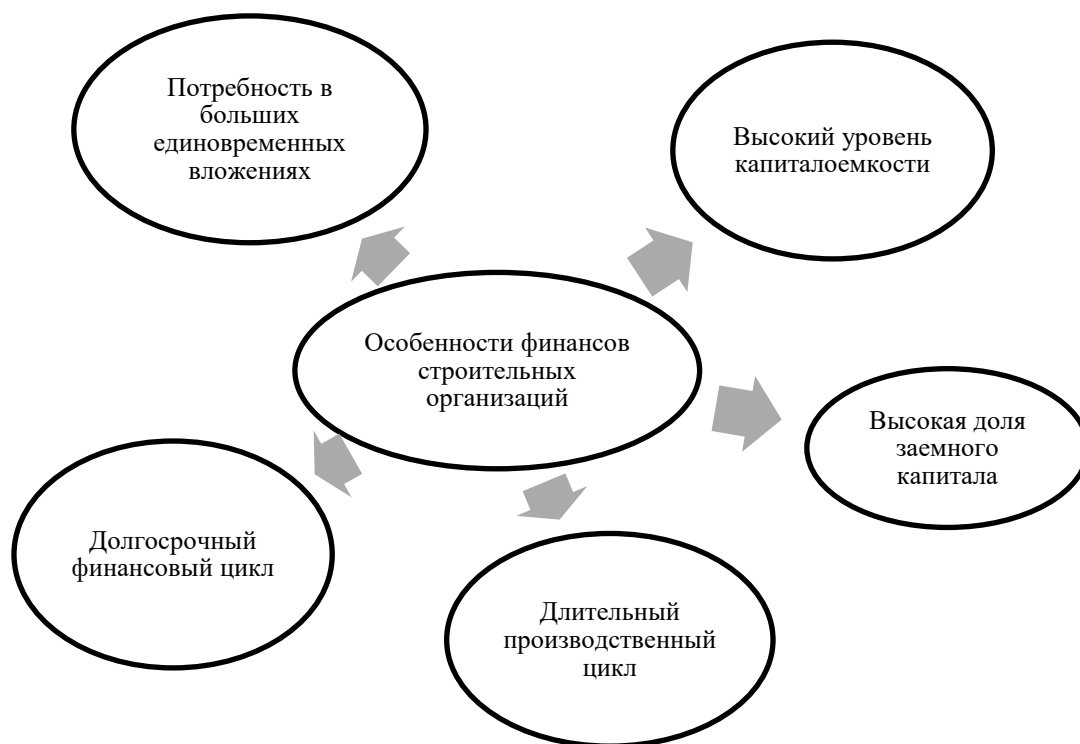 Потребность в
больших
единовременных
вложениях
Высокий уровень
капиталоемкости
Особенности финансов
строительных
организаций
Высокая доля
заемного
капитала
Долгосрочный
финансовый цикл
Длительный
производственный
цикл